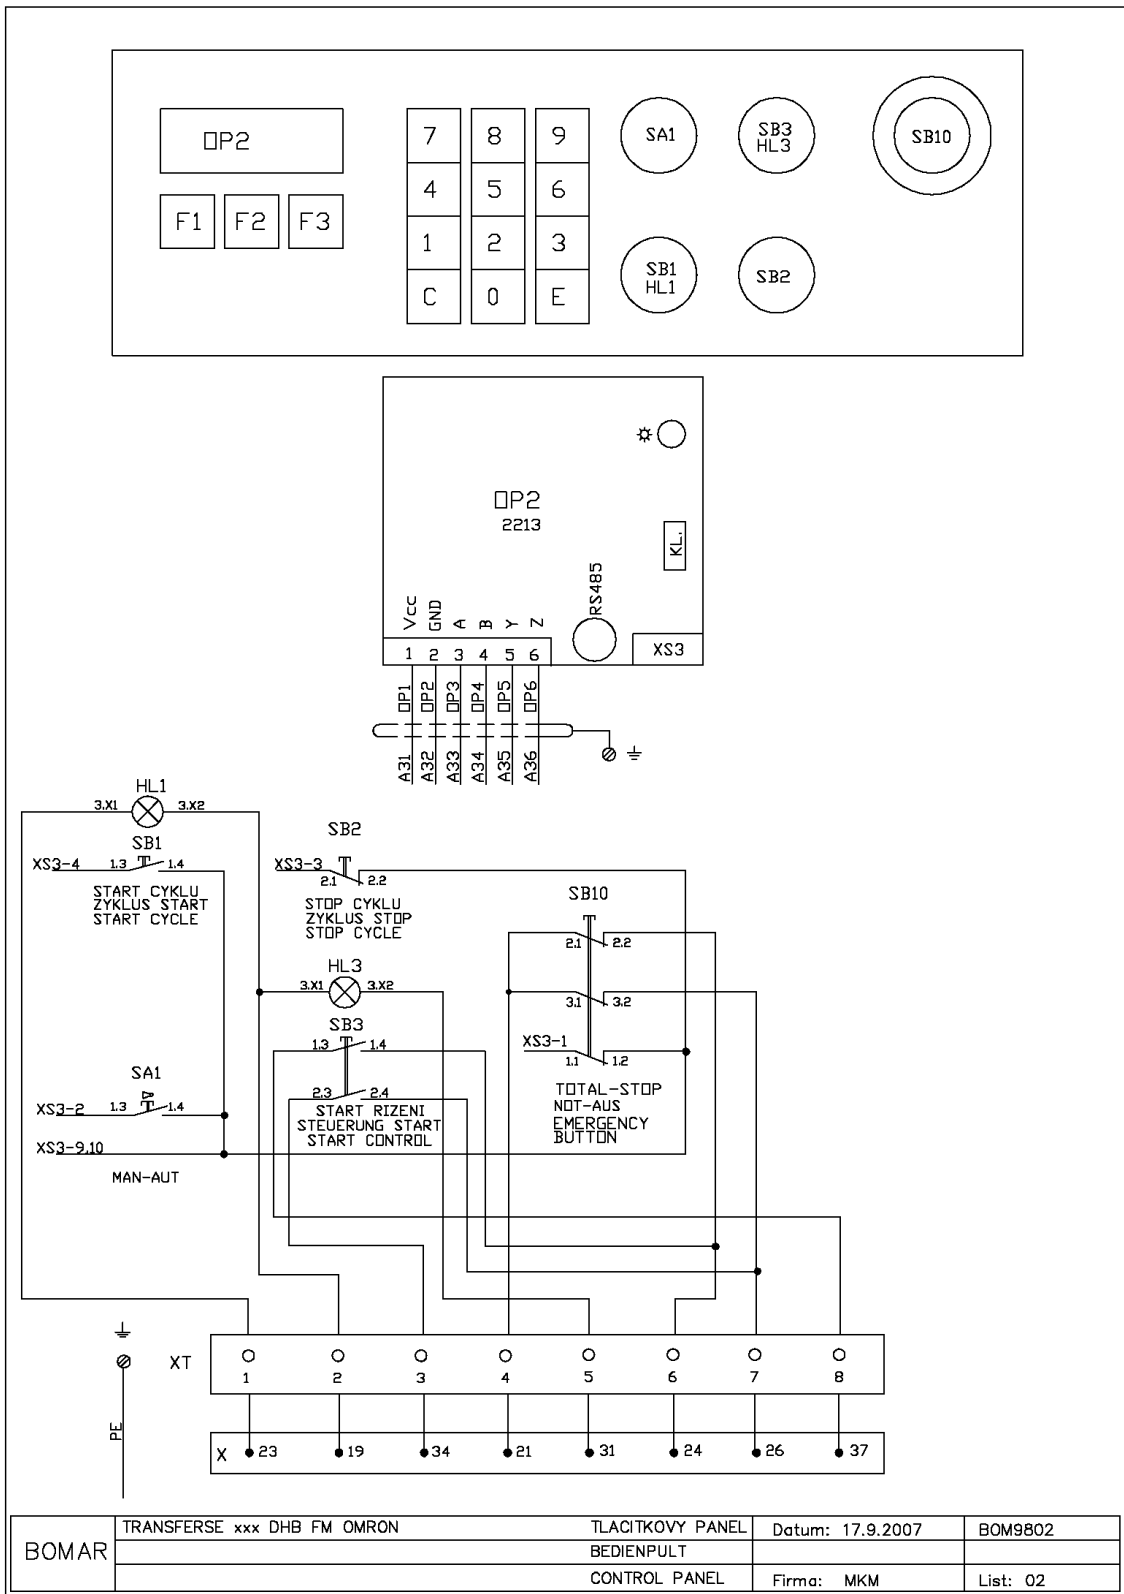 OP2
F1 F2 F3
7 8 9
4 5 6
1 2 3
C 0 E
SA1
SB3
HL3
SB10
SB1
HL1
SB2
OP2
2213
KL.
RS485
Vcc GND A B Y Z
1 2 3 4 5 6
XS3
OP1 OP2 OP3 OP4 OP5 OP6
A31 A32 A33 A34 A35 A36
HL1
3.X1 3.X2
SB1
XS3-4 1.3 1.4
START CYKLU
ZYKLUS START
START CYCLE
SB2
XS3-3
2.1 2.2
STOP CYKLU
ZYKLUS STOP
STOP CYCLE
SB10
2.1 2.2
3.1 3.2
XS3-1
1.1 1.2
TOTAL-STOP
NOT-AUS
EMERGENCY
BUTTON
HL3
3.X1 3.X2
SB3
1.3 1.4
2.3 2.4
START RIZENI
STEUERUNG START
START CONTROL
SA1
XS3-2 1.3 1.4
XS3-9,10
MAN-AUT
XT
1 2 3 4 5 6 7 8
PE
X 23 19 34 21 31 24 26 37
BOMAR
TRANSFERSE xxx DHB FM OMRON
TLACITKOVY PANEL
BEDIENPULT
CONTROL PANEL
Datum: 17.9.2007
BOM9802
Firma: MKM
List: 02